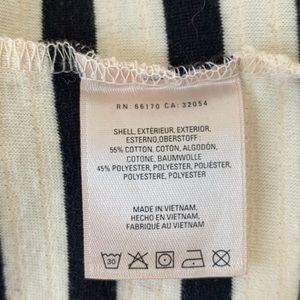 RN: 66170 CA: 32054
SHELL, EXTÉRIEUR, EXTERIOR,
ESTERNO,OBERSTOFF:
55% COTTON, COTON, ALGODÓN,
COTONE, BAUMWOLLE
45% POLYESTER, POLYESTER, POLIÉSTER,
POLYESTERE, POLYESTER
MADE IN VIETNAM,
HECHO EN VIETNAM,
FABRIQUÉ AU VIETNAM
30